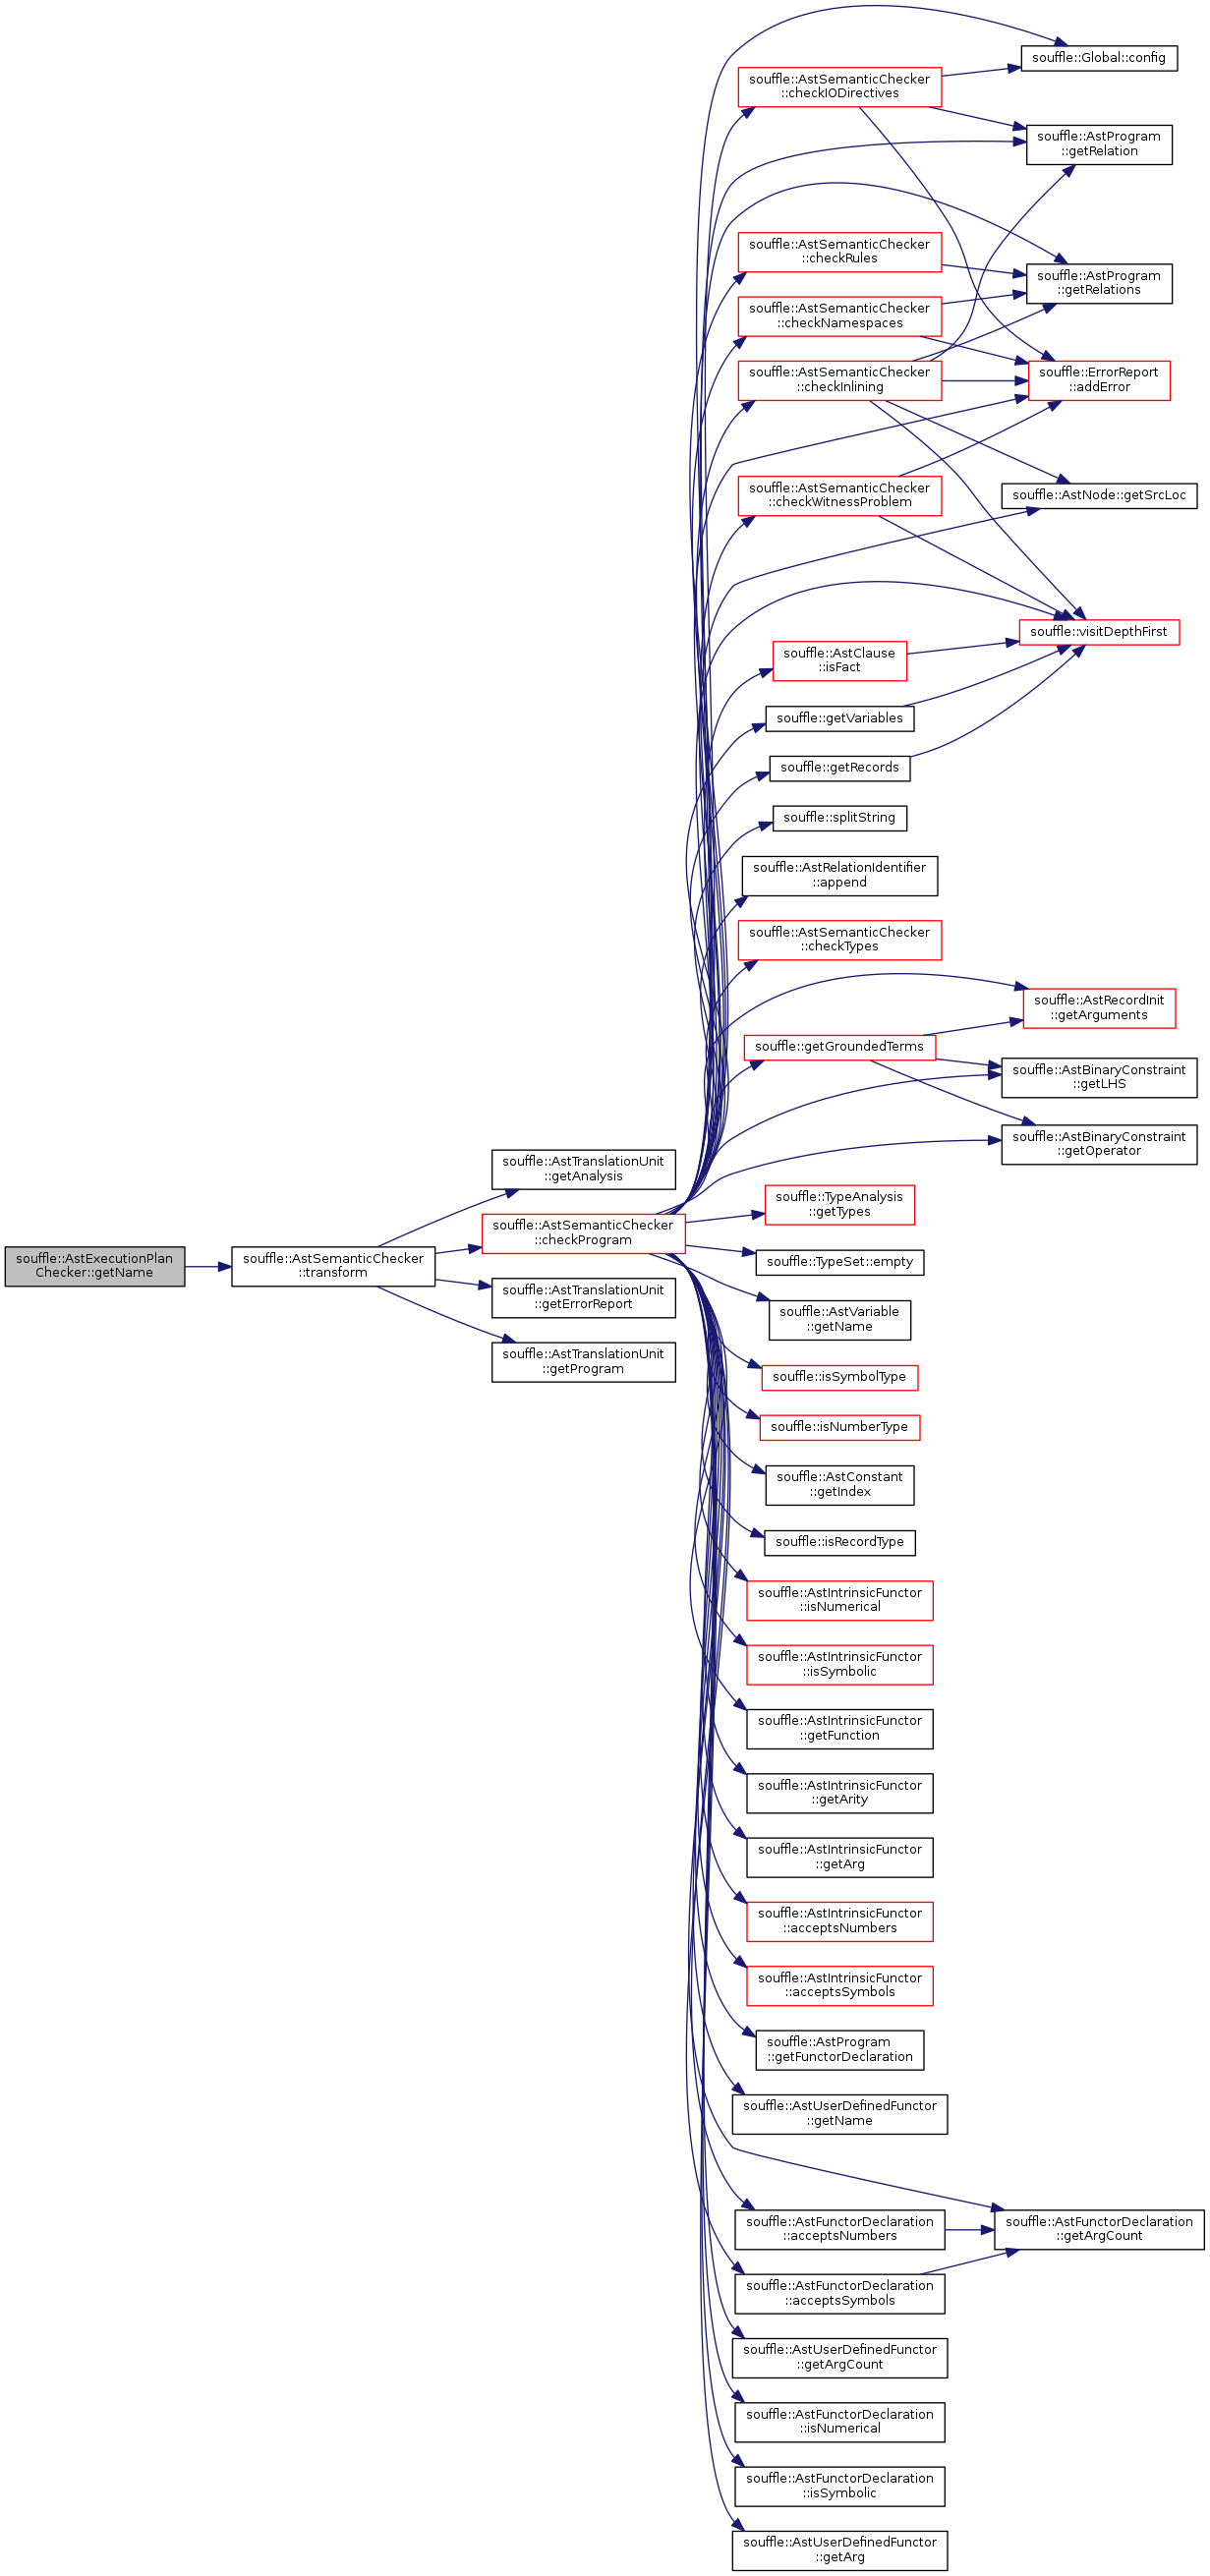 souffle::AstExecutionPlan
Checker::getName
souffle::AstSemanticChecker
::transform
souffle::AstTranslationUnit
::getAnalysis
souffle::AstSemanticChecker
::checkProgram
souffle::AstTranslationUnit
::getErrorReport
souffle::AstTranslationUnit
::getProgram
souffle::AstSemanticChecker
::checkIODirectives
souffle::AstSemanticChecker
::checkRules
souffle::AstSemanticChecker
::checkNamespaces
souffle::AstSemanticChecker
::checkInlining
souffle::AstSemanticChecker
::checkWitnessProblem
souffle::AstClause
::isFact
souffle::getVariables
souffle::getRecords
souffle::splitString
souffle::AstRelationIdentifier
::append
souffle::AstSemanticChecker
::checkTypes
souffle::getGroundedTerms
souffle::TypeAnalysis
::getTypes
souffle::TypeSet::empty
souffle::AstVariable
::getName
souffle::isSymbolType
souffle::isNumberType
souffle::AstConstant
::getIndex
souffle::isRecordType
souffle::AstIntrinsicFunctor
::isNumerical
souffle::AstIntrinsicFunctor
::isSymbolic
souffle::AstIntrinsicFunctor
::getFunction
souffle::AstIntrinsicFunctor
::getArity
souffle::AstIntrinsicFunctor
::getArg
souffle::AstIntrinsicFunctor
::acceptsNumbers
souffle::AstIntrinsicFunctor
::acceptsSymbols
souffle::AstProgram
::getFunctorDeclaration
souffle::AstUserDefinedFunctor
::getName
souffle::AstFunctorDeclaration
::acceptsNumbers
souffle::AstFunctorDeclaration
::acceptsSymbols
souffle::AstUserDefinedFunctor
::getArgCount
souffle::AstFunctorDeclaration
::isNumerical
souffle::AstFunctorDeclaration
::isSymbolic
souffle::AstUserDefinedFunctor
::getArg
souffle::Global::config
souffle::AstProgram
::getRelation
souffle::AstProgram
::getRelations
souffle::ErrorReport
::addError
souffle::AstNode::getSrcLoc
souffle::visitDepthFirst
souffle::AstRecordInit
::getArguments
souffle::AstBinaryConstraint
::getLHS
souffle::AstBinaryConstraint
::getOperator
souffle::AstFunctorDeclaration
::getArgCount